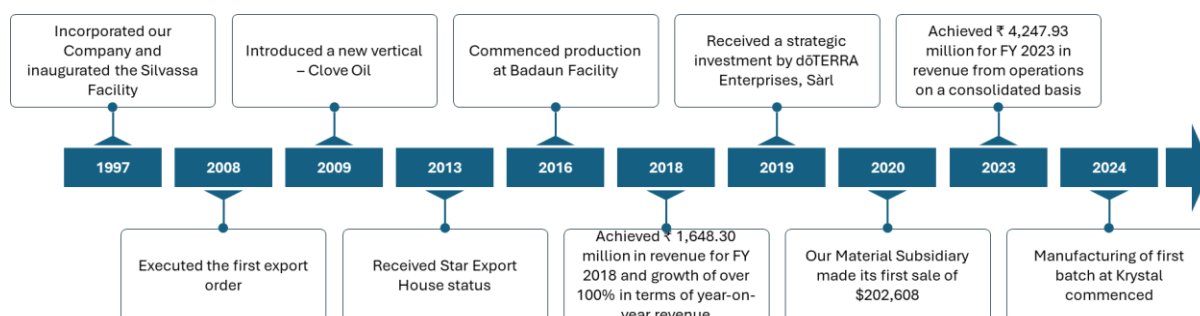 Incorporated our
Company and
inaugurated the Silvassa
Facility
Introduced a new vertical
– Clove Oil
Commenced production
at Badaun Facility
Received a strategic
investment by dōTERRA
Enterprises, Sàrl
Achieved ₹ 4,247.93
million for FY 2023 in
revenue from operations
on a consolidated basis
1997
2008
2009
2013
2016
2018
2019
2020
2023
2024
Executed the first export
order
Received Star Export
House status
Achieved ₹ 1,648.30
million in revenue for FY
2018 and growth of over
100% in terms of year-on-
year revenue
Our Material Subsidiary
made its first sale of
$202,608
Manufacturing of first
batch at Krystal
commenced